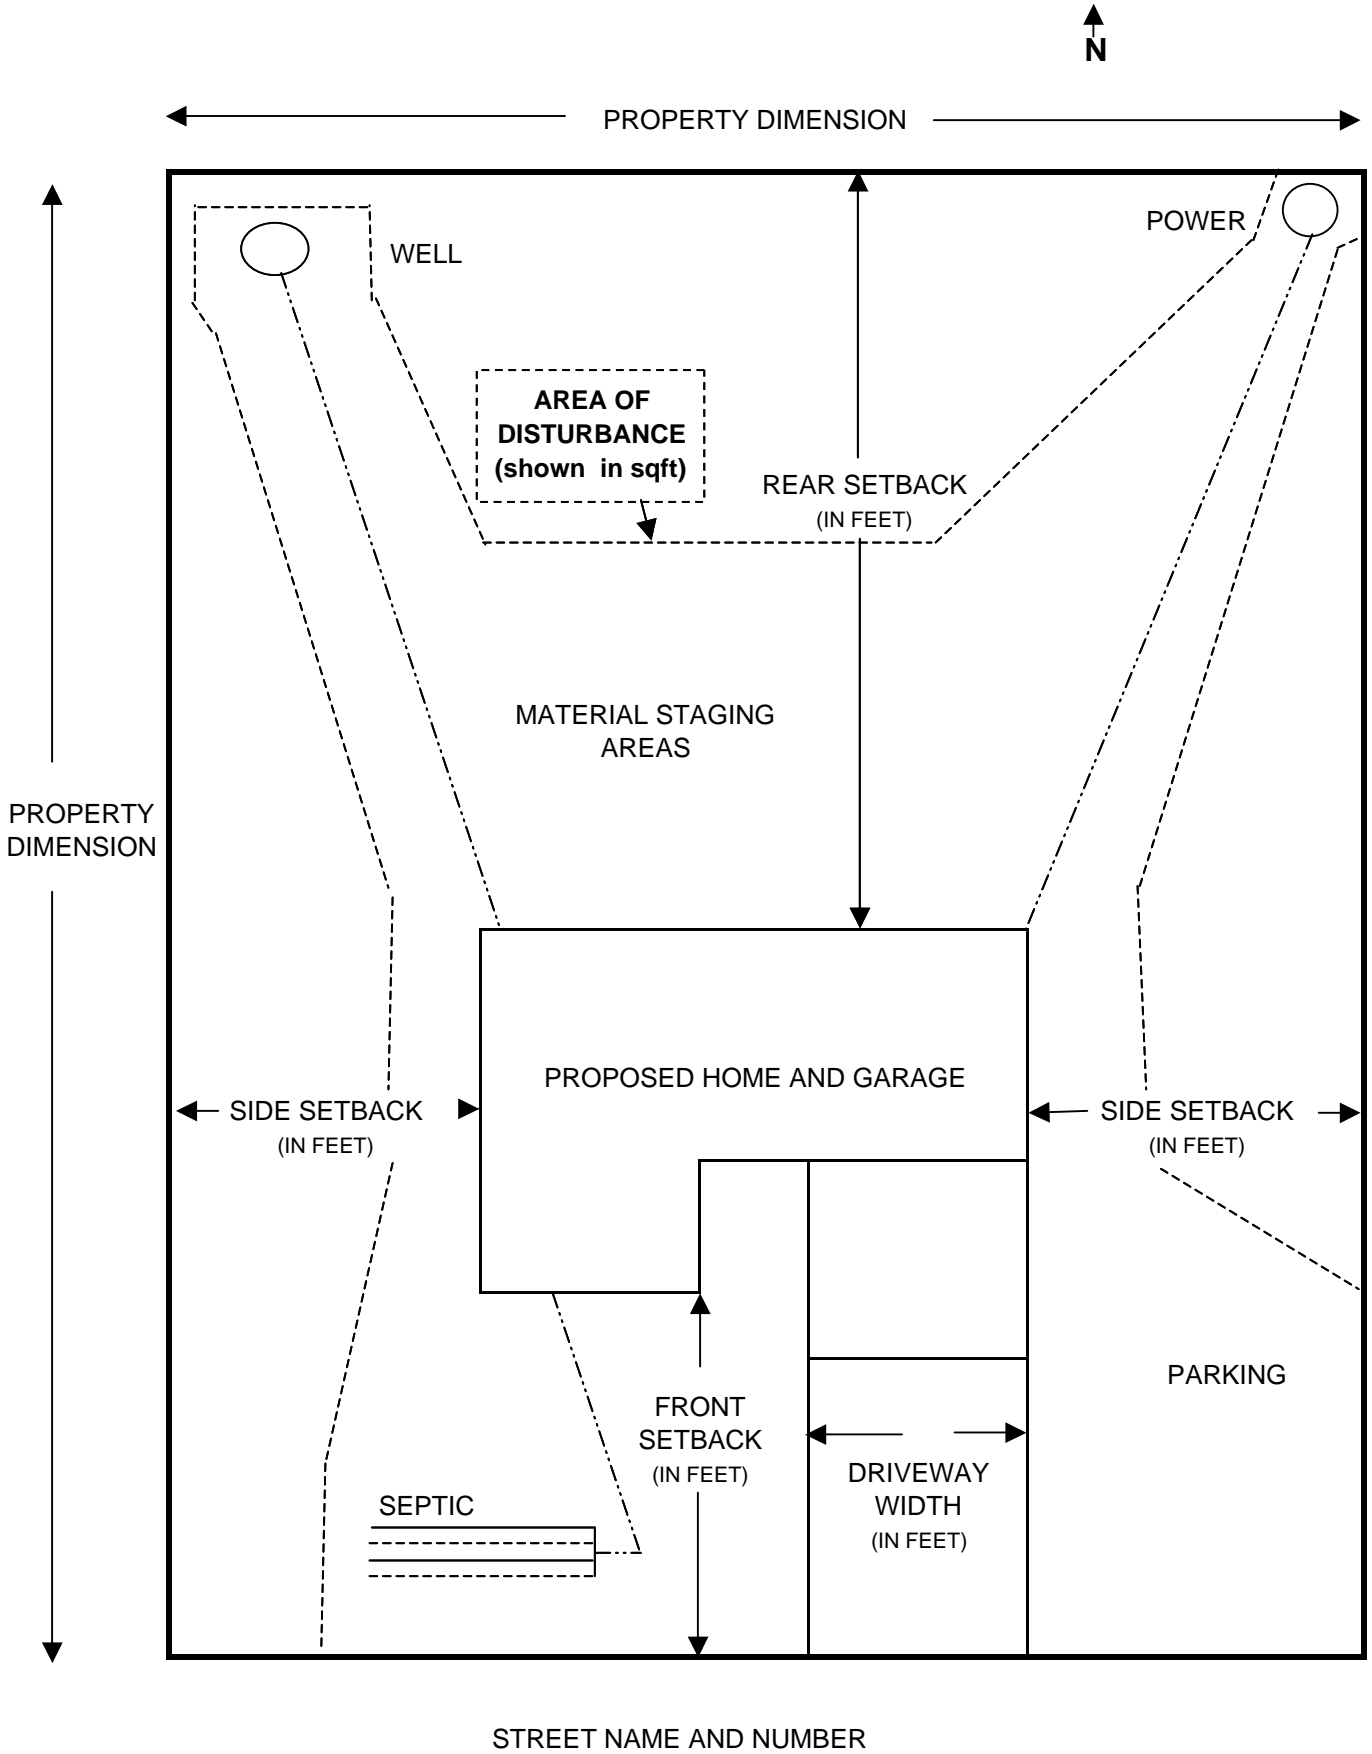 N
PROPERTY DIMENSION
POWER
WELL
AREA OF
DISTURBANCE
(shown in sqft)
REAR SETBACK
(IN FEET)
MATERIAL STAGING
AREAS
PROPERTY
DIMENSION
PROPOSED HOME AND GARAGE
SIDE SETBACK
(IN FEET)
SIDE SETBACK
(IN FEET)
PARKING
FRONT
SETBACK
(IN FEET)
DRIVEWAY
WIDTH
(IN FEET)
SEPTIC
STREET NAME AND NUMBER